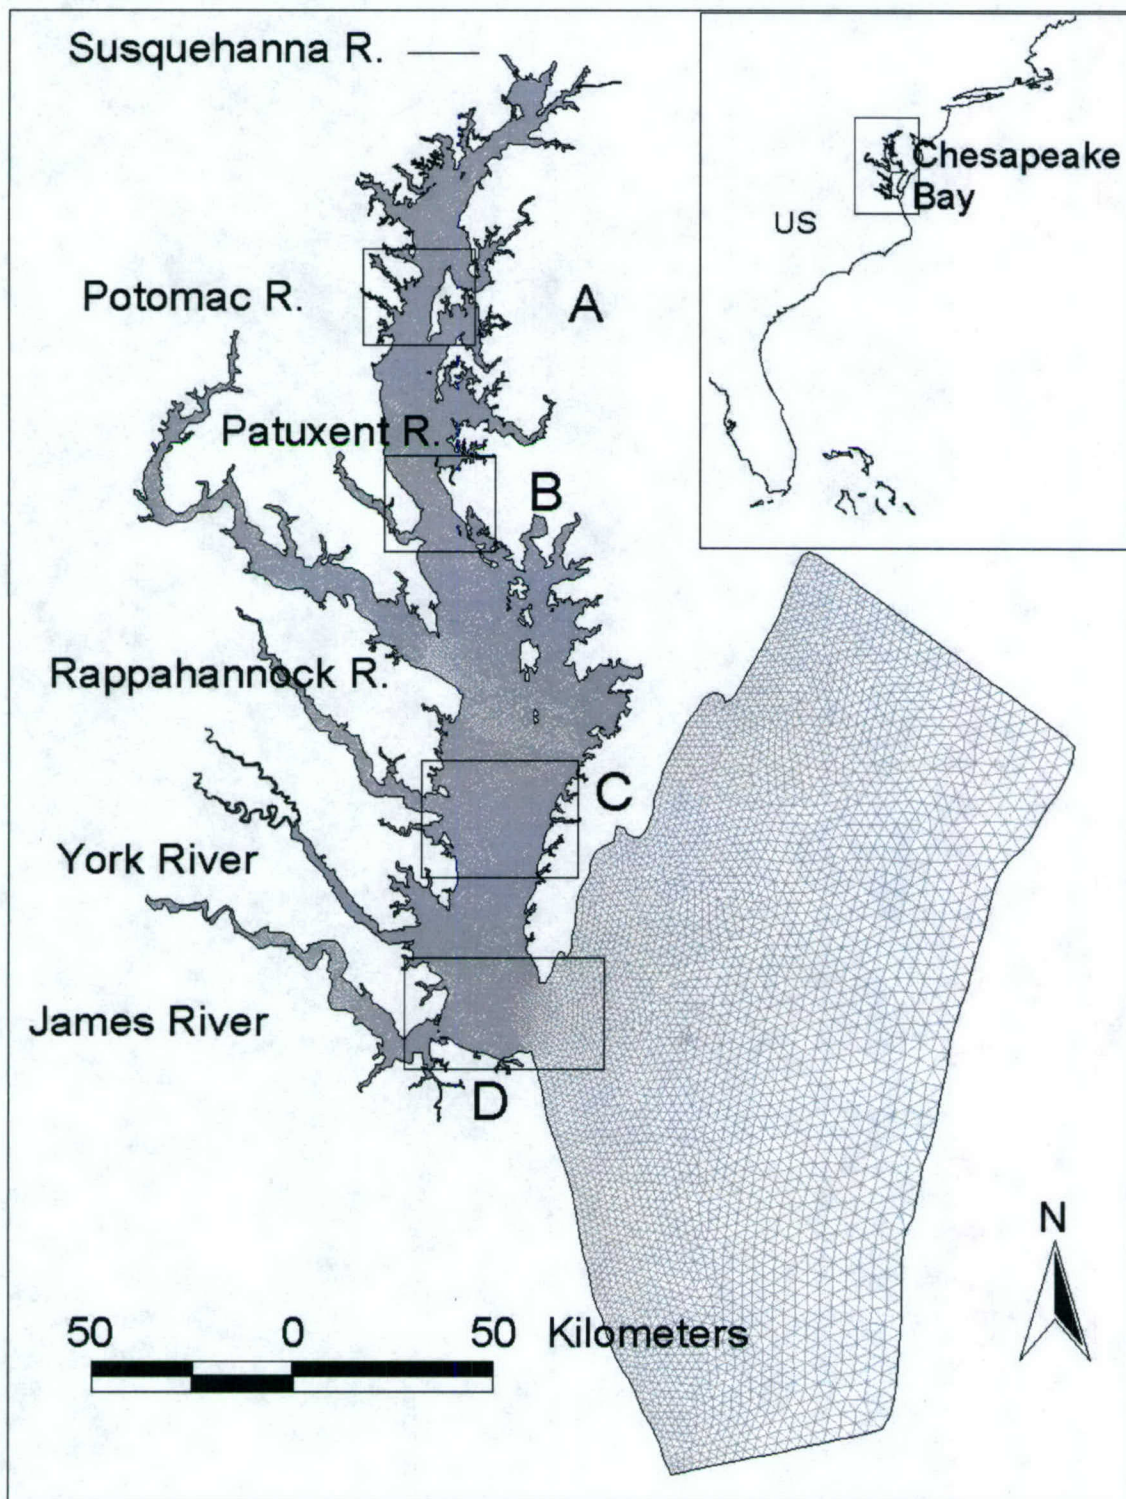 Susquehanna R.
Chesapeake
Bay
US
Potomac R.
A
Patuxent R.
B
Rappahannock R.
C
York River
James River
D
N
50 0 50 Kilometers